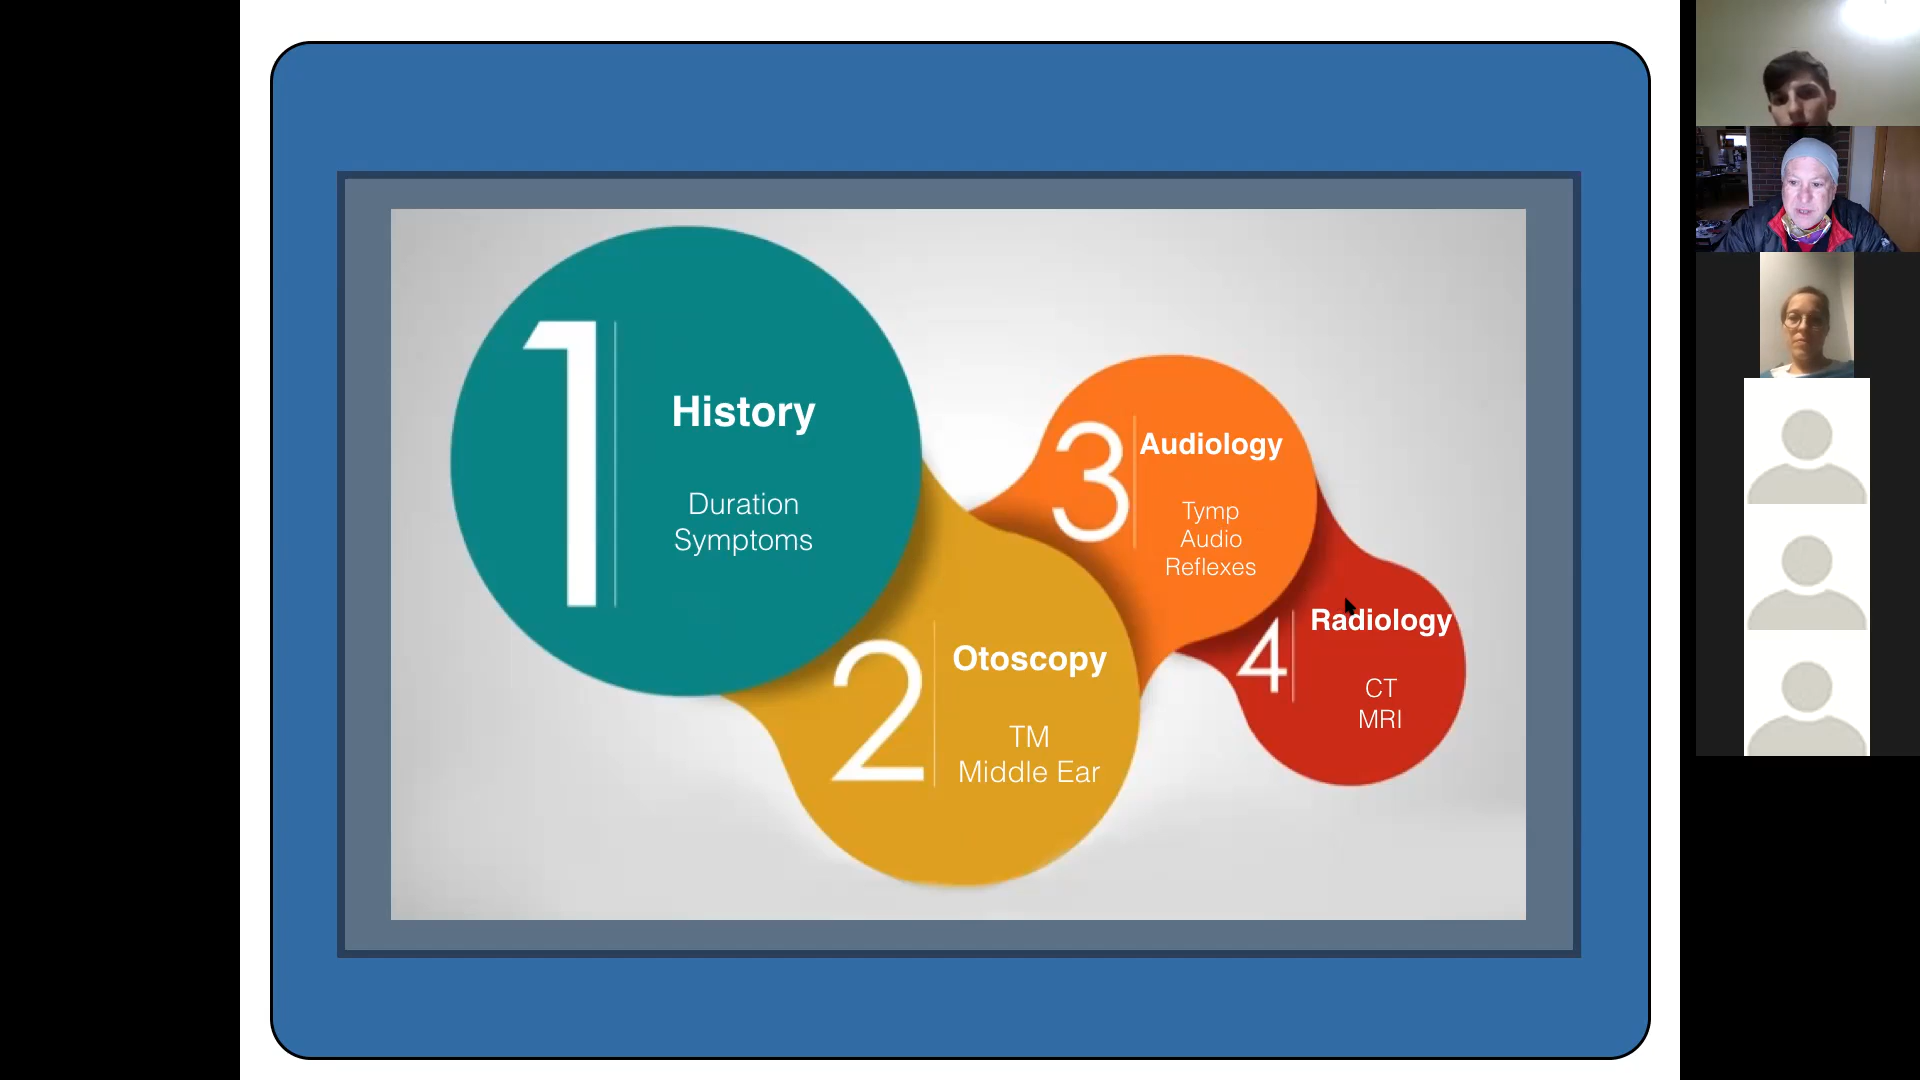 1
History
Duration
Symptoms
2
Otoscopy
TM
Middle Ear
3
Audiology
Tymp
Audio
Reflexes
4
Radiology
CT
MRI